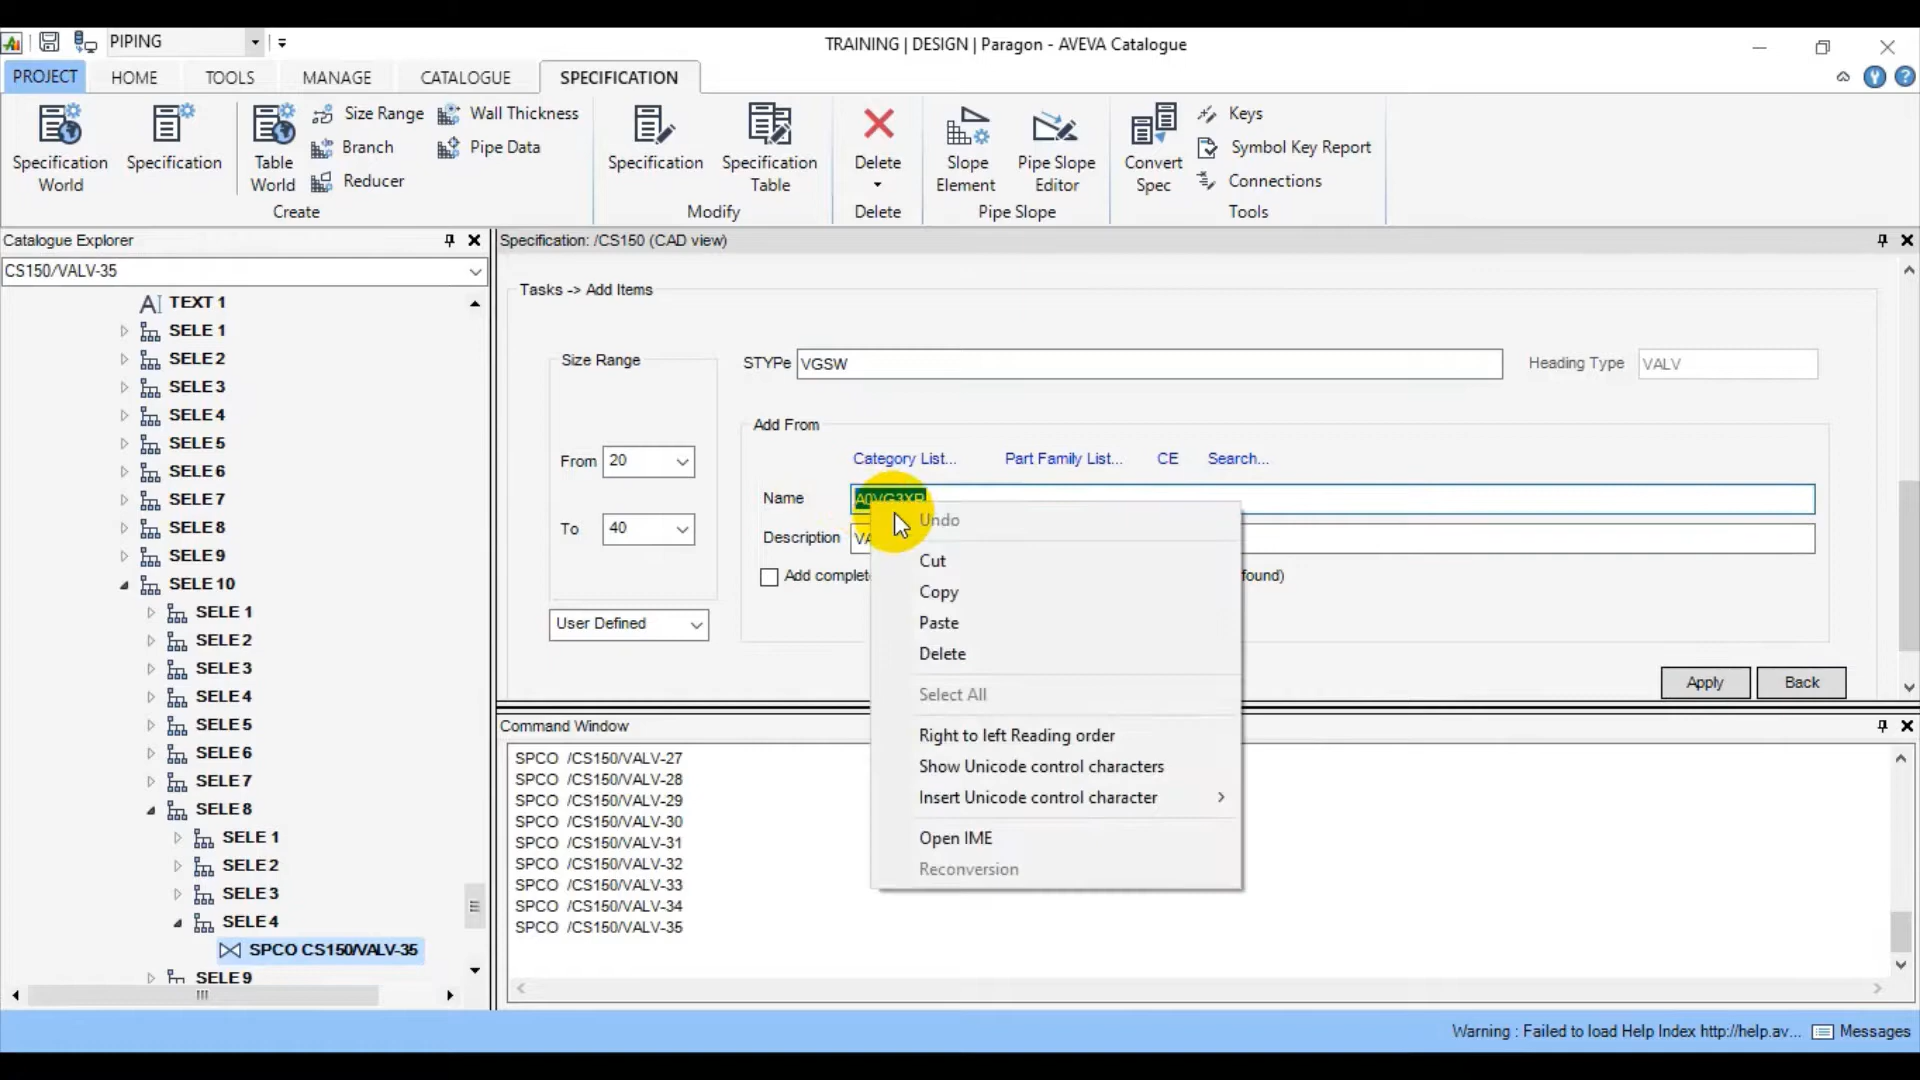 PIPING
TRAINING | DESIGN | Paragon - AVEVA Catalogue
PROJECT HOME TOOLS MANAGE CATALOGUE SPECIFICATION
Specification World
Specification
Table World
Size Range
Branch
Reducer
Wall Thickness
Pipe Data
Create
Specification
Specification Table
Modify
Delete
Delete
Slope Element
Pipe Slope Editor
Pipe Slope
Convert Spec
Keys
Symbol Key Report
Connections
Tools
Catalogue Explorer
CS150/VALV-35
TEXT 1
SELE 1
SELE 2
SELE 3
SELE 4
SELE 5
SELE 6
SELE 7
SELE 8
SELE 9
SELE 10
SELE 1
SELE 2
SELE 3
SELE 4
SELE 5
SELE 6
SELE 7
SELE 8
SELE 1
SELE 2
SELE 3
SELE 4
SPCO CS150/VALV-35
SELE 9
Specification: /CS150 (CAD view)
Tasks -> Add Items
Size Range
From 20
To 40
User Defined
STYPe VGSW
Heading Type VALV
Add From
Category List... Part Family List... CE Search...
Name
Description
Add found)
Apply Back
Undo
Cut
Copy
Paste
Delete
Select All
Right to left Reading order
Show Unicode control characters
Insert Unicode control character
Open IME
Reconversion
Command Window
SPCO /CS150/VALV-27
SPCO /CS150/VALV-28
SPCO /CS150/VALV-29
SPCO /CS150/VALV-30
SPCO /CS150/VALV-31
SPCO /CS150/VALV-32
SPCO /CS150/VALV-33
SPCO /CS150/VALV-34
SPCO /CS150/VALV-35
Warning : Failed to load Help Index http://help.av... Messages